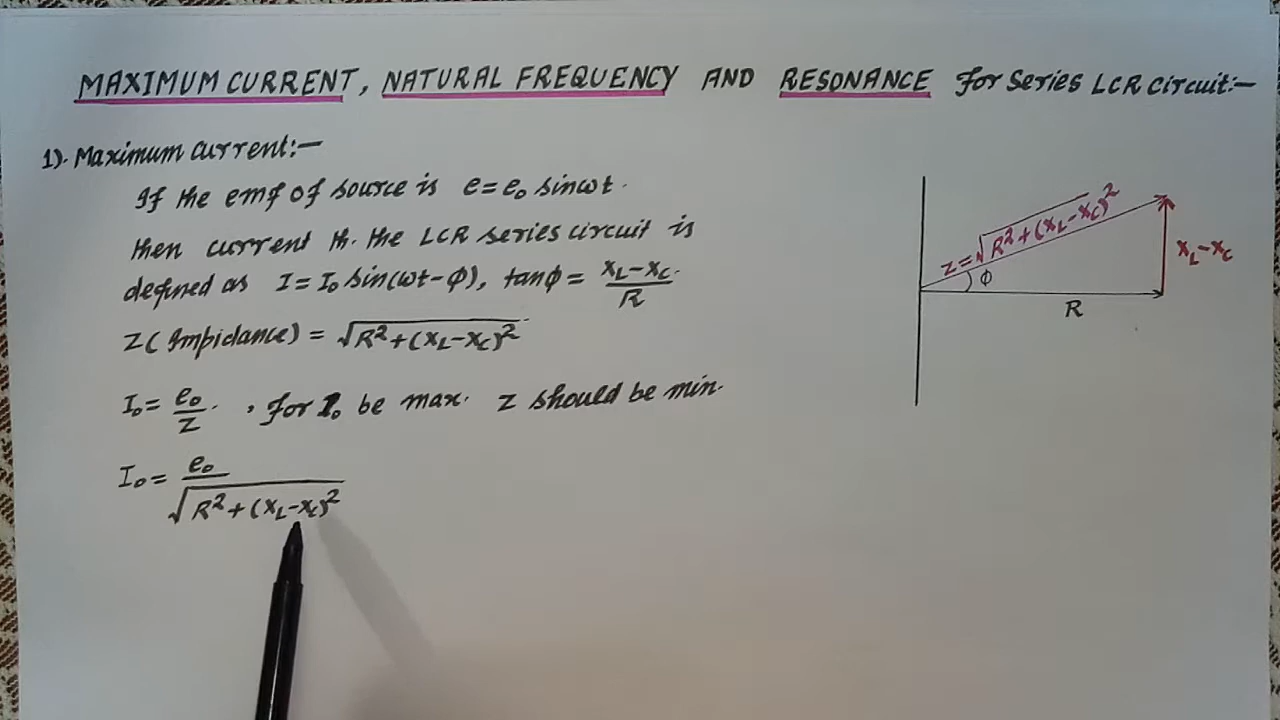 MAXIMUM CURRENT, NATURAL FREQUENCY AND RESONANCE For Series LCR Circuit:-
1). Maximum Current:-
If the emf of source is e = e₀ sinωt.
then current th. the LCR series circuit is
defined as I = I₀ sin(ωt-Φ), tanΦ = (X_L-X_C)/R
Z(Impidance) = √(R²+(X_L-X_C)²)
I₀ = e₀/Z. , for I₀ be max. Z should be min.
I₀ = e₀/√(R²+(X_L-X_C)²)
Z=√(R²+(X_L-X_C)²)
X_L-X_C
Φ
R